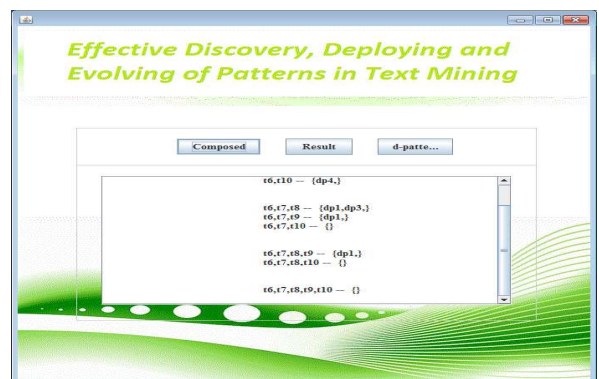 Effective Discovery, Deploying and
Evolving of Patterns in Text Mining
Composed Result d-patte...
t6,t10 -- {dp4,}
t6,t7,t8 -- {dp1,dp3,}
t6,t7,t9 -- {dp1,}
t6,t7,t10 -- {}
t6,t7,t8,t9 -- {dp1,}
t6,t7,t8,t10 -- {}
t6,t7,t8,t9,t10 -- {}